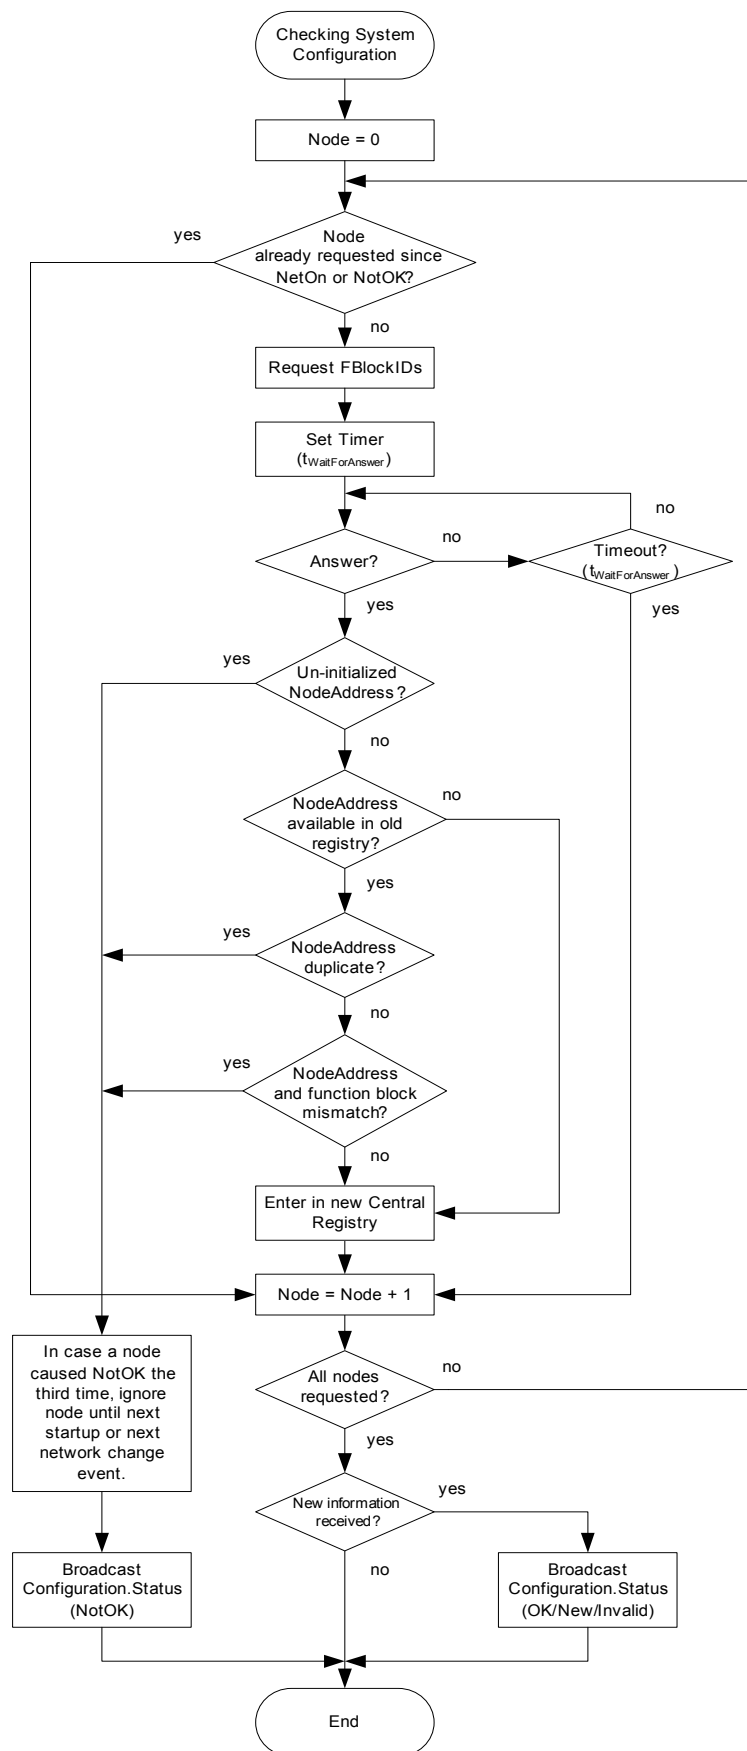 Checking System
Configuration
Node = 0
yes
Node
already requested since
NetOn or NotOK?
no
Request FBlockIDs
Set Timer
(tWaitForAnswer)
no
no
Answer?
Timeout?
(tWaitForAnswer)
yes
yes
yes
Un-initialized
NodeAddress?
no
NodeAddress
available in old
registry?
no
yes
yes
NodeAddress
duplicate?
no
yes
NodeAddress
and function block
mismatch?
no
Enter in new Central
Registry
Node = Node + 1
In case a node
caused NotOK the
third time, ignore
node until next
startup or next
network change
event.
All nodes
requested?
no
yes
New information
received?
yes
no
Broadcast
Configuration.Status
(NotOK)
Broadcast
Configuration.Status
(OK/New/Invalid)
End